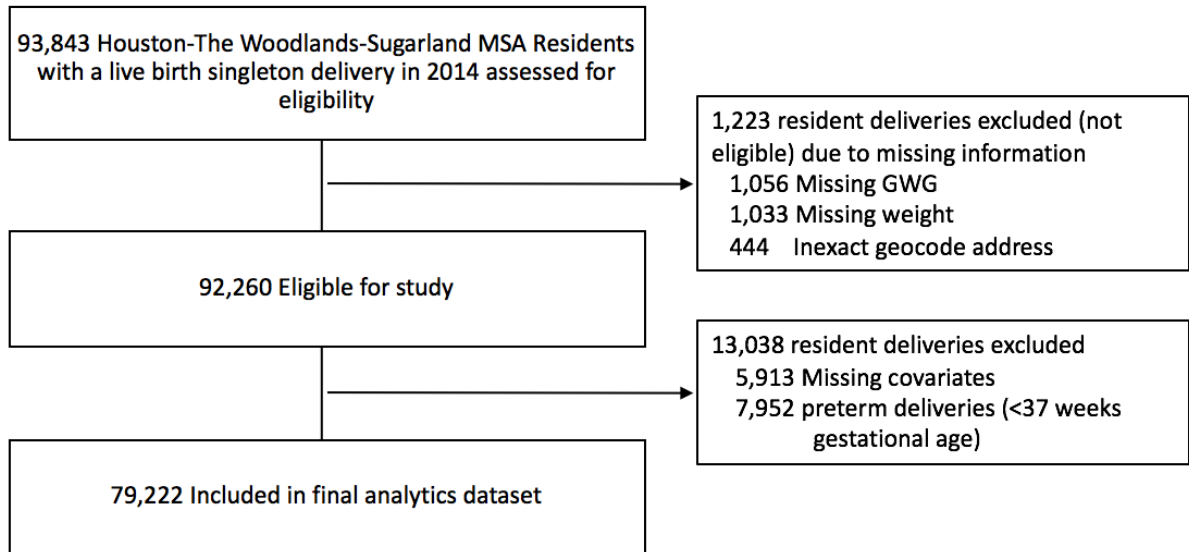 93,843 Houston-The Woodlands-Sugarland MSA Residents
with a live birth singleton delivery in 2014 assessed for
eligibility
1,223 resident deliveries excluded (not
eligible) due to missing information
1,056 Missing GWG
1,033 Missing weight
444 Inexact geocode address
92,260 Eligible for study
13,038 resident deliveries excluded
5,913 Missing covariates
7,952 preterm deliveries (<37 weeks
gestational age)
79,222 Included in final analytics dataset